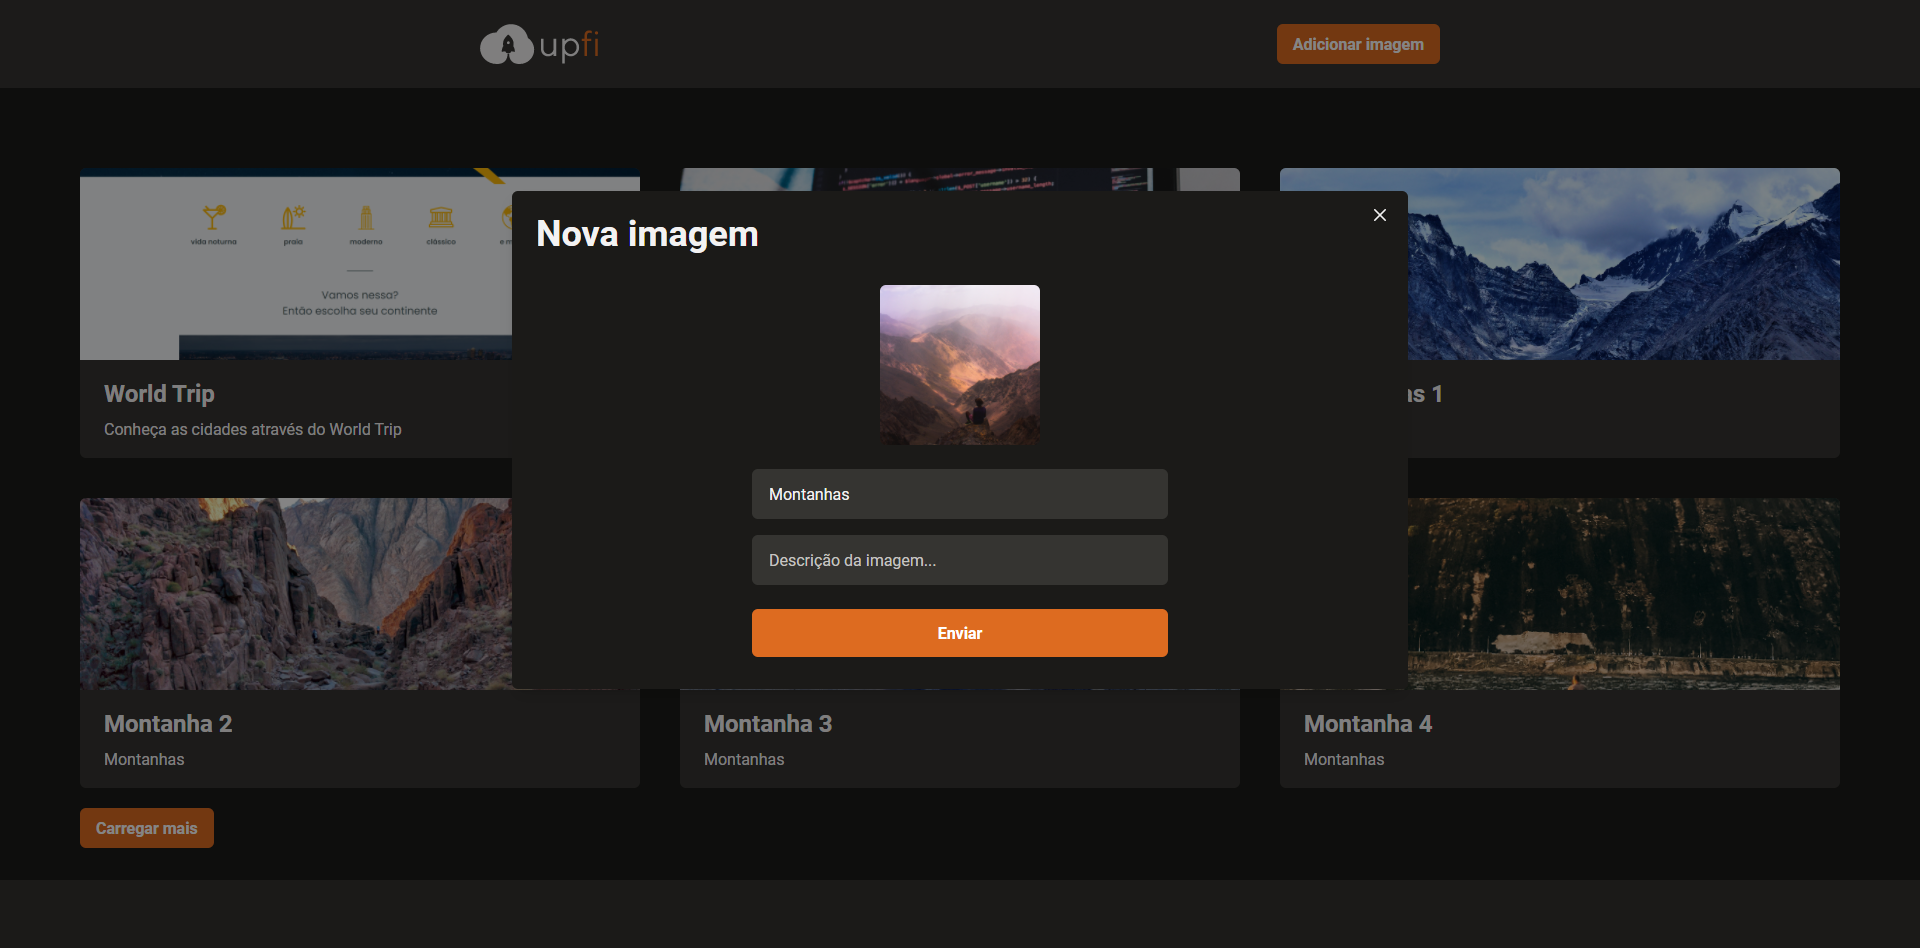 upfi
Adicionar imagem
vida noturna
praia
moderno
clássico
e m
Vamos nessa?
Então escolha seu continente
World Trip
Conheça as cidades através do World Trip
as 1
Nova imagem
Montanhas
Descrição da imagem...
Enviar
Montanha 2
Montanhas
Montanha 3
Montanhas
Montanha 4
Montanhas
Carregar mais